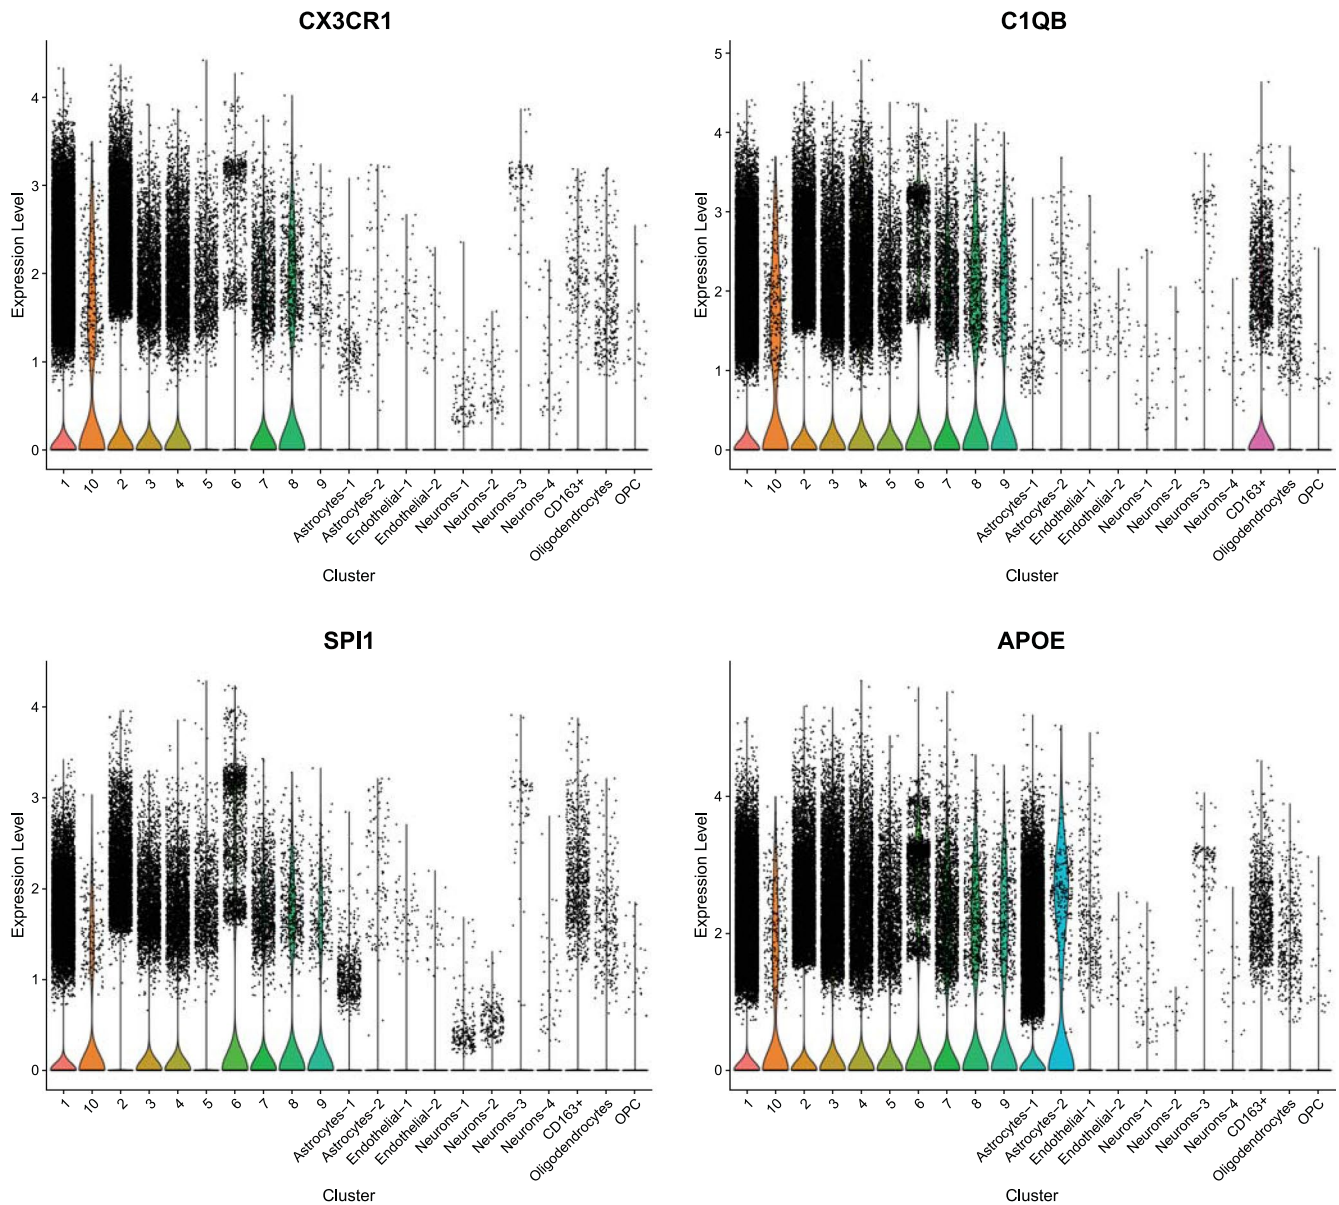 CX3CR1
Expression Level
4
3
2
1
0
1 10 2 3 4 5 6 7 8 9 Astrocytes−1 Astrocytes−2 Endothelial−1 Endothelial−2 Neurons−1 Neurons−2 Neurons−3 Neurons−4 CD163+ Oligodendrocytes OPC
Cluster
C1QB
Expression Level
5
4
3
2
1
0
1 10 2 3 4 5 6 7 8 9 Astrocytes−1 Astrocytes−2 Endothelial−1 Endothelial−2 Neurons−1 Neurons−2 Neurons−3 Neurons−4 CD163+ Oligodendrocytes OPC
Cluster
SPI1
Expression Level
4
3
2
1
0
1 10 2 3 4 5 6 7 8 9 Astrocytes−1 Astrocytes−2 Endothelial−1 Endothelial−2 Neurons−1 Neurons−2 Neurons−3 Neurons−4 CD163+ Oligodendrocytes OPC
Cluster
APOE
Expression Level
4
2
0
1 10 2 3 4 5 6 7 8 9 Astrocytes−1 Astrocytes−2 Endothelial−1 Endothelial−2 Neurons−1 Neurons−2 Neurons−3 Neurons−4 CD163+ Oligodendrocytes OPC
Cluster